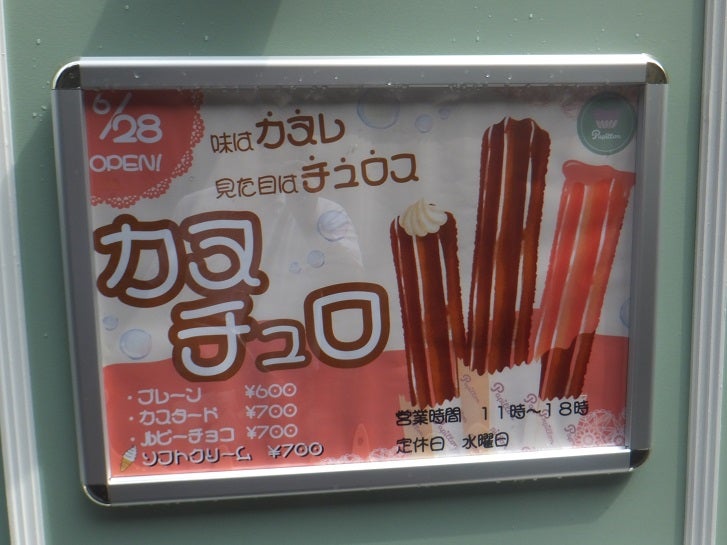 6/28
OPEN!
味はカヌレ
見た目はチュロス
Papillon
カヌ
チュロ
・プレーン ¥600
・カスタード ¥700
・ルビーチョコ ¥700
ソフトクリーム ¥700
営業時間 11時〜18時
定休日 水曜日
Papillon